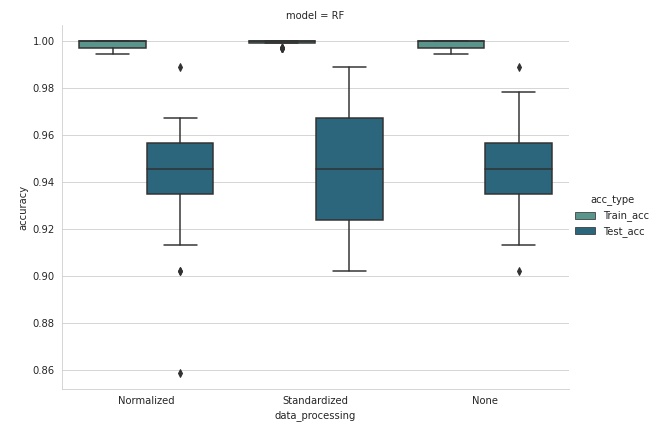 model = RF
1.00
0.98
0.96
0.94
0.92
0.90
0.88
0.86
accuracy
Normalized
Standardized
None
data_processing
acc_type
Train_acc
Test_acc